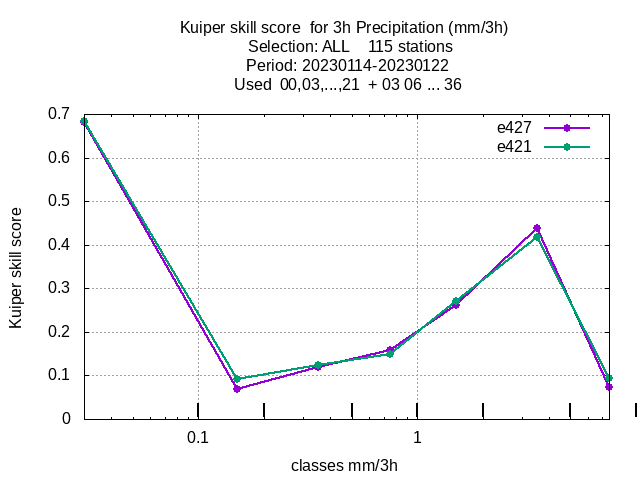 Kuiper skill score  for 3h Precipitation (mm/3h)
Selection: ALL    115 stations
Period: 20230114-20230122
Used  00,03,...,21  + 03 06 ... 36
0.7
0.6
0.5
0.4
0.3
0.2
0.1
0
Kuiper skill score
e427
e421
0.1
1
classes mm/3h